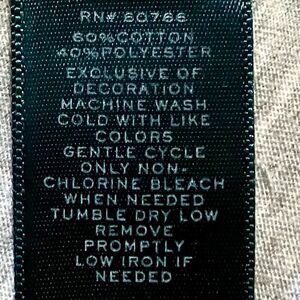 RN# 60766
60%COTTON
40%POLYESTER
EXCLUSIVE OF
DECORATION
MACHINE WASH
COLD WITH LIKE
COLORS
GENTLE CYCLE
ONLY NON-
CHLORINE BLEACH
WHEN NEEDED
TUMBLE DRY LOW
REMOVE
PROMPTLY
LOW IRON IF
NEEDED